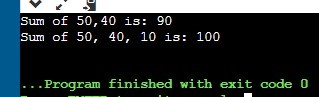 Sum of 50,40 is: 90
Sum of 50, 40, 10 is: 100
...Program finished with exit code 0